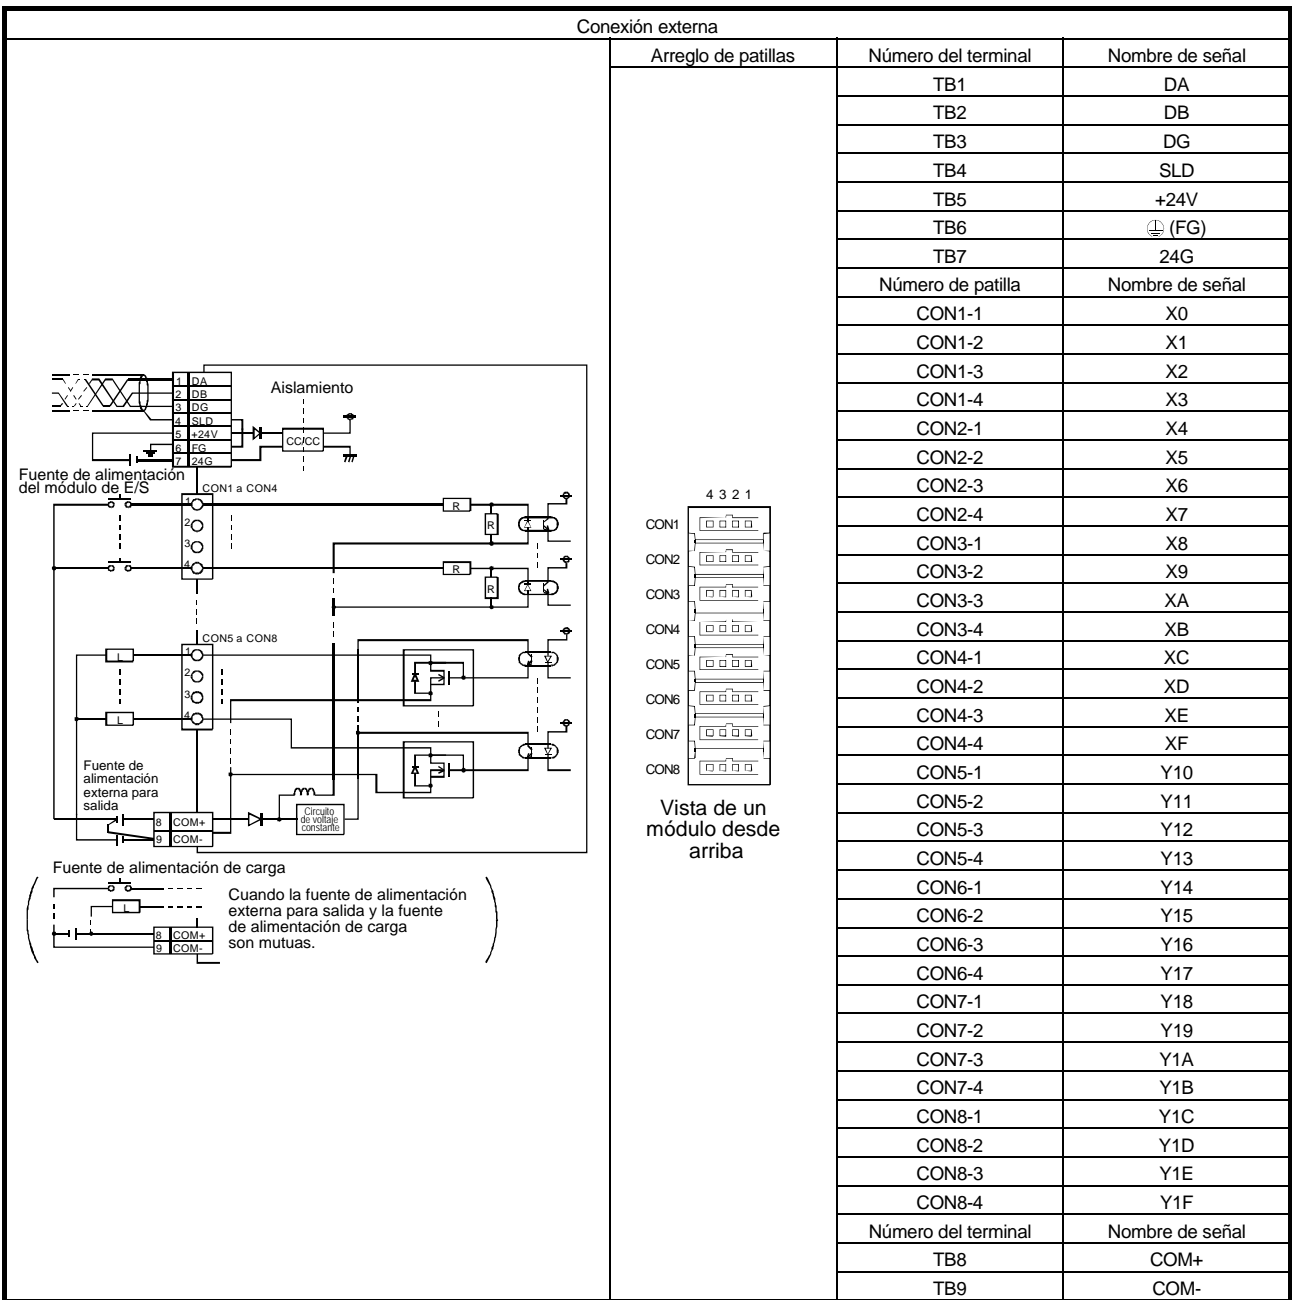 Conexión externa
Arreglo de patillas
Número del terminal Nombre de señal
TB1 DA
TB2 DB
TB3 DG
TB4 SLD
TB5 +24V
TB6 (FG)
TB7 24G
Número de patilla Nombre de señal
CON1-1 X0
CON1-2 X1
CON1-3 X2
CON1-4 X3
CON2-1 X4
CON2-2 X5
CON2-3 X6
CON2-4 X7
CON3-1 X8
CON3-2 X9
CON3-3 XA
CON3-4 XB
CON4-1 XC
CON4-2 XD
CON4-3 XE
CON4-4 XF
CON5-1 Y10
CON5-2 Y11
CON5-3 Y12
CON5-4 Y13
CON6-1 Y14
CON6-2 Y15
CON6-3 Y16
CON6-4 Y17
CON7-1 Y18
CON7-2 Y19
CON7-3 Y1A
CON7-4 Y1B
CON8-1 Y1C
CON8-2 Y1D
CON8-3 Y1E
CON8-4 Y1F
Número del terminal Nombre de señal
TB8 COM+
TB9 COM-
1 DA
2 DB
3 DG
4 SLD
5 +24V
6 FG
7 24G
Aislamiento
CC/CC
Fuente de alimentación
del módulo de E/S
CON1 a CON4
1
2
3
4
R
R
R
R
CON5 a CON8
1
2
3
4
L
L
Fuente de
alimentación
externa para
salida
8 COM+
9 COM-
Circuito
de voltaje
constante
Fuente de alimentación de carga
L
8 COM+
9 COM-
Cuando la fuente de alimentación
externa para salida y la fuente
de alimentación de carga
son mutuas.
4 3 2 1
CON1
CON2
CON3
CON4
CON5
CON6
CON7
CON8
Vista de un
módulo desde
arriba